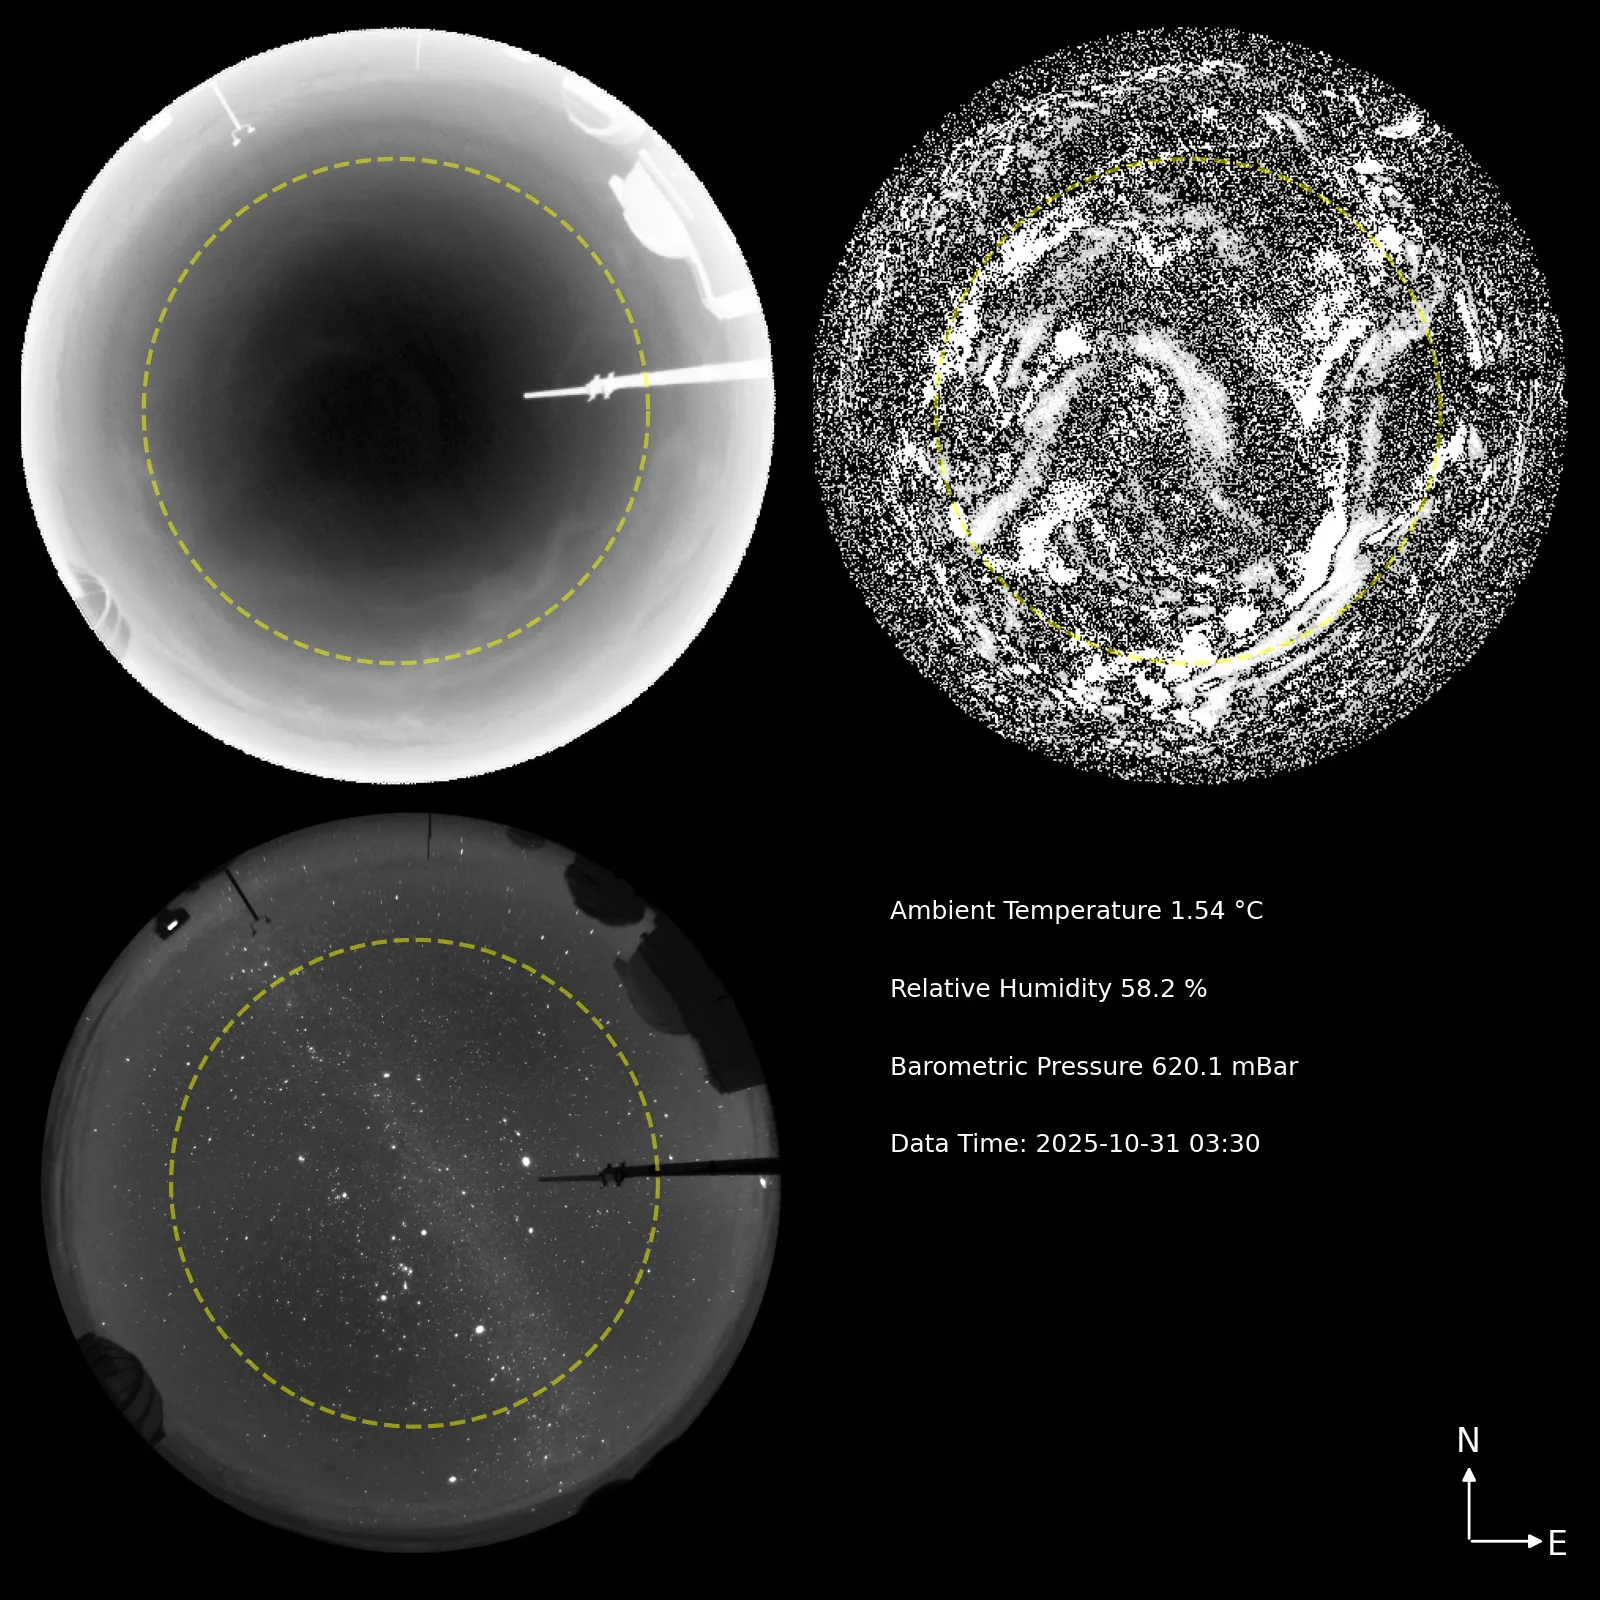 Ambient Temperature 1.54 °C
Relative Humidity 58.2 %
Barometric Pressure 620.1 mBar
Data Time: 2025-10-31 03:30
N
E